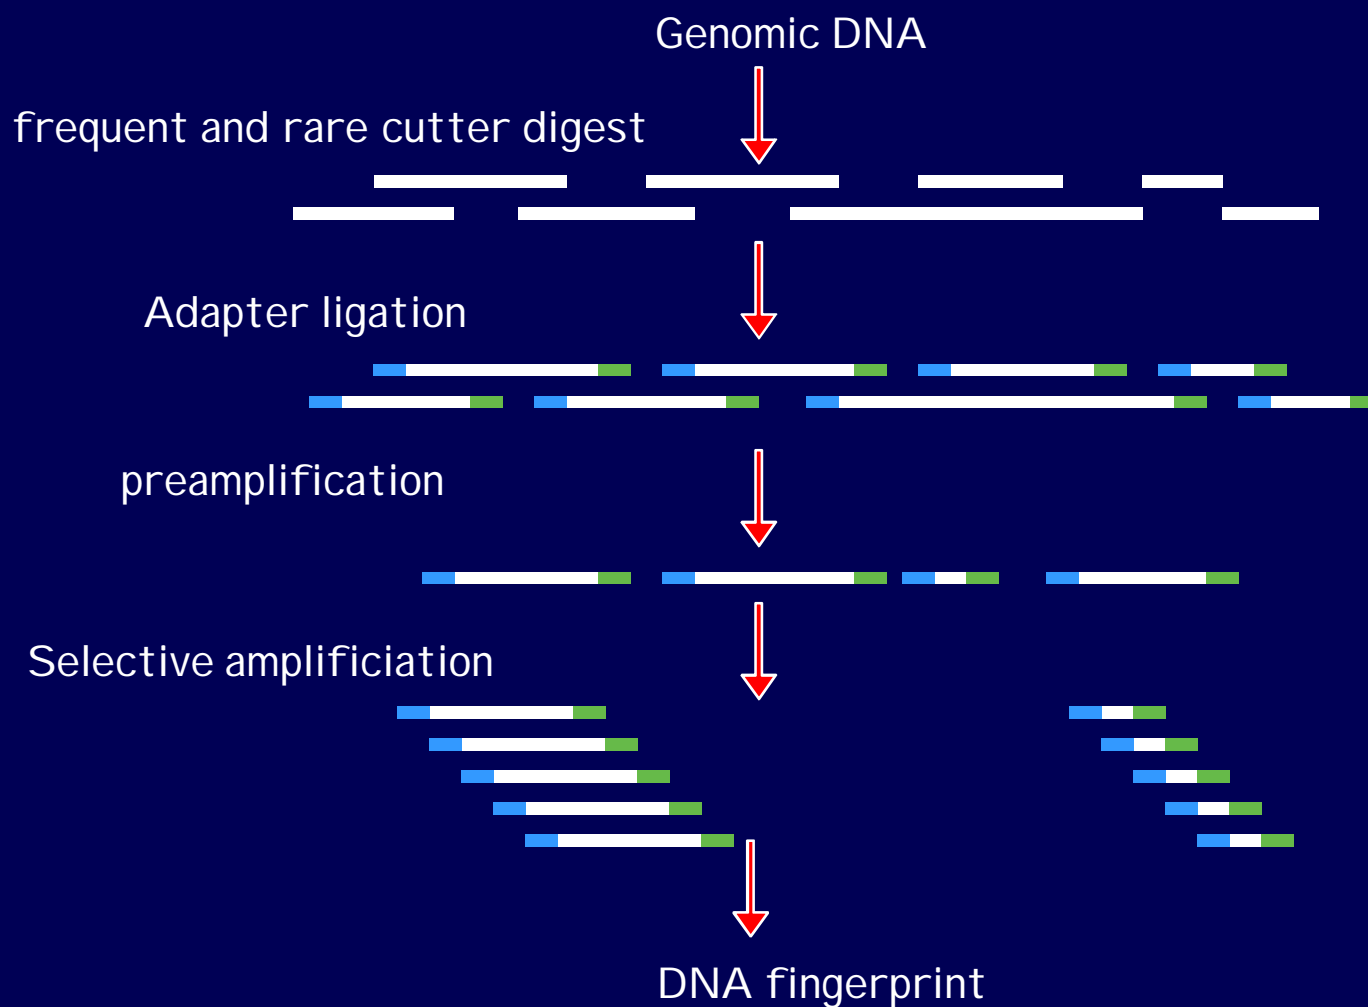 Genomic DNA
frequent and rare cutter digest
Adapter ligation
preamplification
Selective amplificiation
DNA fingerprint